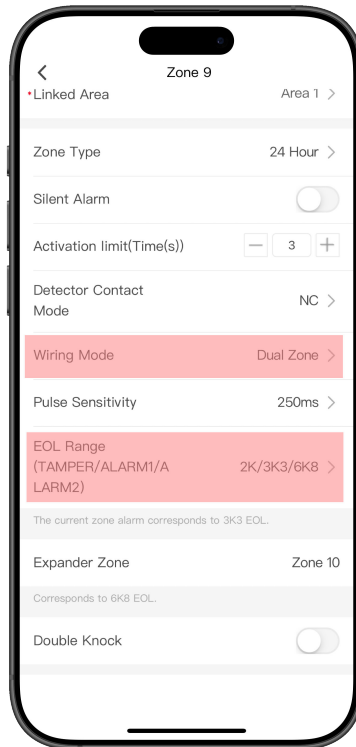 Zone 9
*Linked Area Area 1
Zone Type 24 Hour
Silent Alarm
Activation limit(Time(s)) — 3 +
Detector Contact
Mode NC
Wiring Mode Dual Zone
Pulse Sensitivity 250ms
EOL Range
(TAMPER/ALARM1/A 2K/3K3/6K8
LARM2)
The current zone alarm corresponds to 3K3 EOL.
Expander Zone Zone 10
Corresponds to 6K8 EOL.
Double Knock